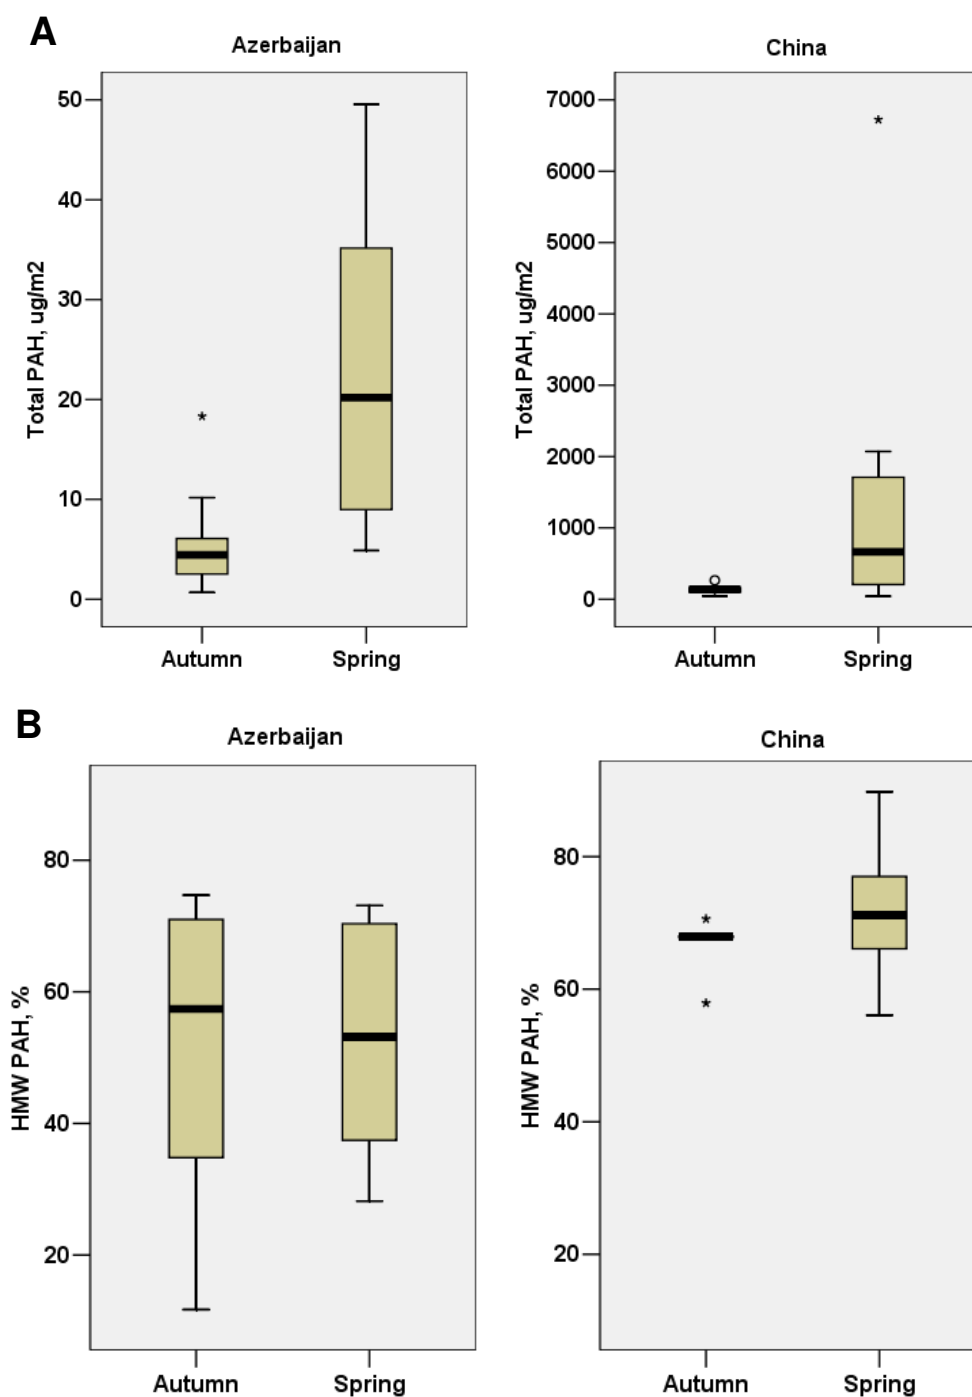 A
Azerbaijan
Total PAH, ug/m2
50
40
30
20
10
0
Autumn
Spring
China
Total PAH, ug/m2
7000
6000
5000
4000
3000
2000
1000
0
*
*
Autumn
Spring
B
Azerbaijan
HMW PAH, %
80
60
40
20
Autumn
Spring
China
HMW PAH, %
80
60
40
20
*
*
Autumn
Spring